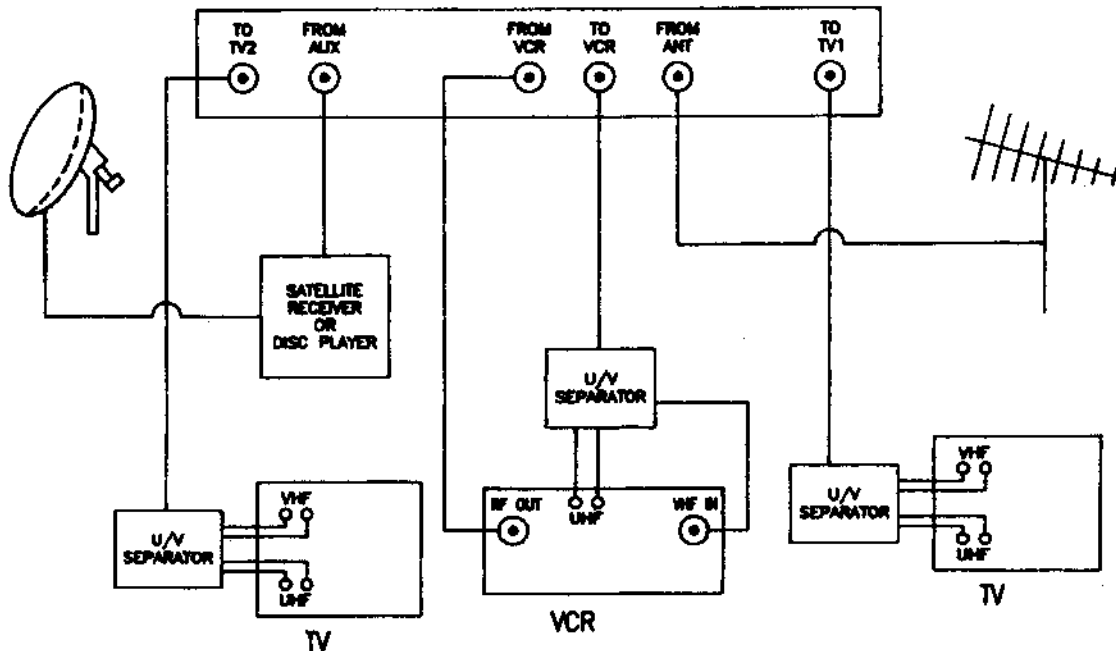 TO
TV2
FROM
AUX
FROM
VCR
TO
VCR
FROM
ANT
TO
TV1
SATELLITE
RECEIVER
OR
DISC PLAYER
U/V
SEPARATOR
U/V
SEPARATOR
VHF
UHF
TV
RF OUT
UHF
VHF IN
VCR
U/V
SEPARATOR
VHF
UHF
TV